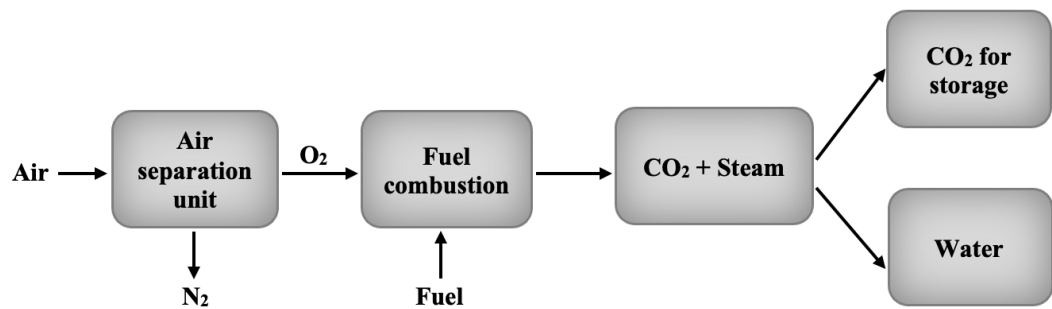 Air
Air
separation
unit
N₂
O₂
Fuel
combustion
Fuel
CO₂ + Steam
CO₂ for
storage
Water